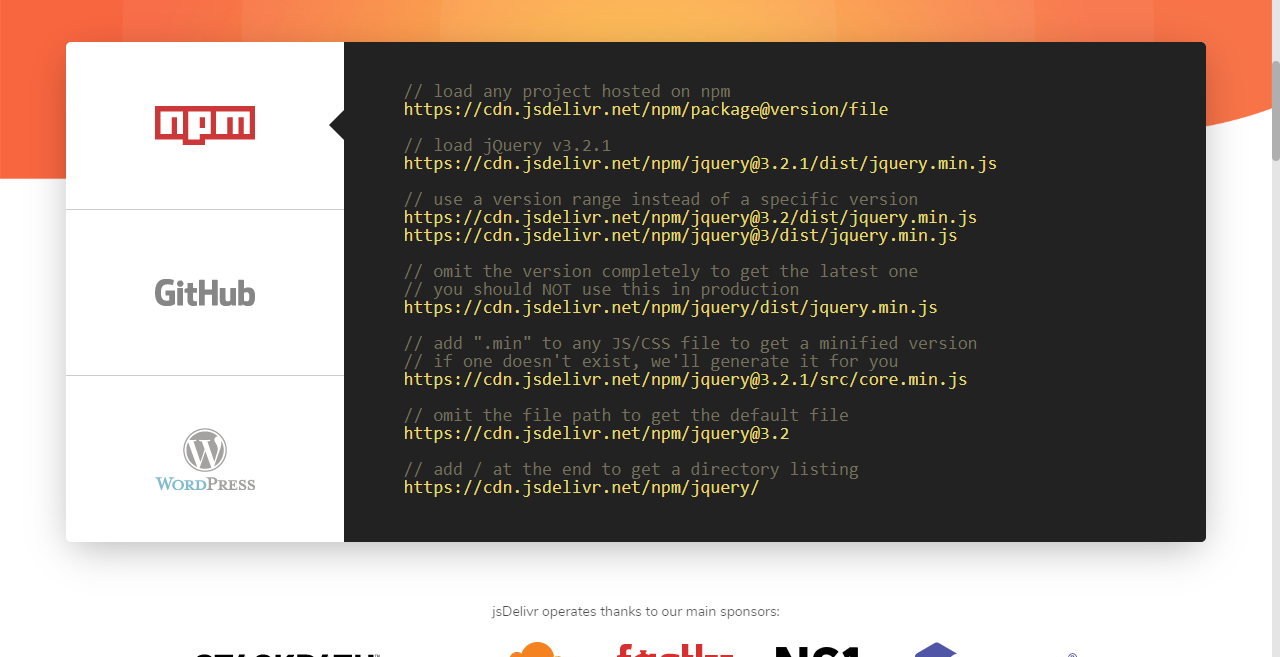 npm
// load any project hosted on npm
https://cdn.jsdelivr.net/npm/package@version/file
// load jQuery v3.2.1
https://cdn.jsdelivr.net/npm/jquery@3.2.1/dist/jquery.min.js
// use a version range instead of a specific version
https://cdn.jsdelivr.net/npm/jquery@3.2/dist/jquery.min.js
https://cdn.jsdelivr.net/npm/jquery@3/dist/jquery.min.js
GitHub
// omit the version completely to get the latest one
// you should NOT use this in production
https://cdn.jsdelivr.net/npm/jquery/dist/jquery.min.js
// add ".min" to any JS/CSS file to get a minified version
// if one doesn't exist, we'll generate it for you
https://cdn.jsdelivr.net/npm/jquery@3.2.1/src/core.min.js
WORDPRESS
// omit the file path to get the default file
https://cdn.jsdelivr.net/npm/jquery@3.2
// add / at the end to get a directory listing
https://cdn.jsdelivr.net/npm/jquery/
jsDelivr operates thanks to our main sponsors:
STACKPATH
fastly
NS1